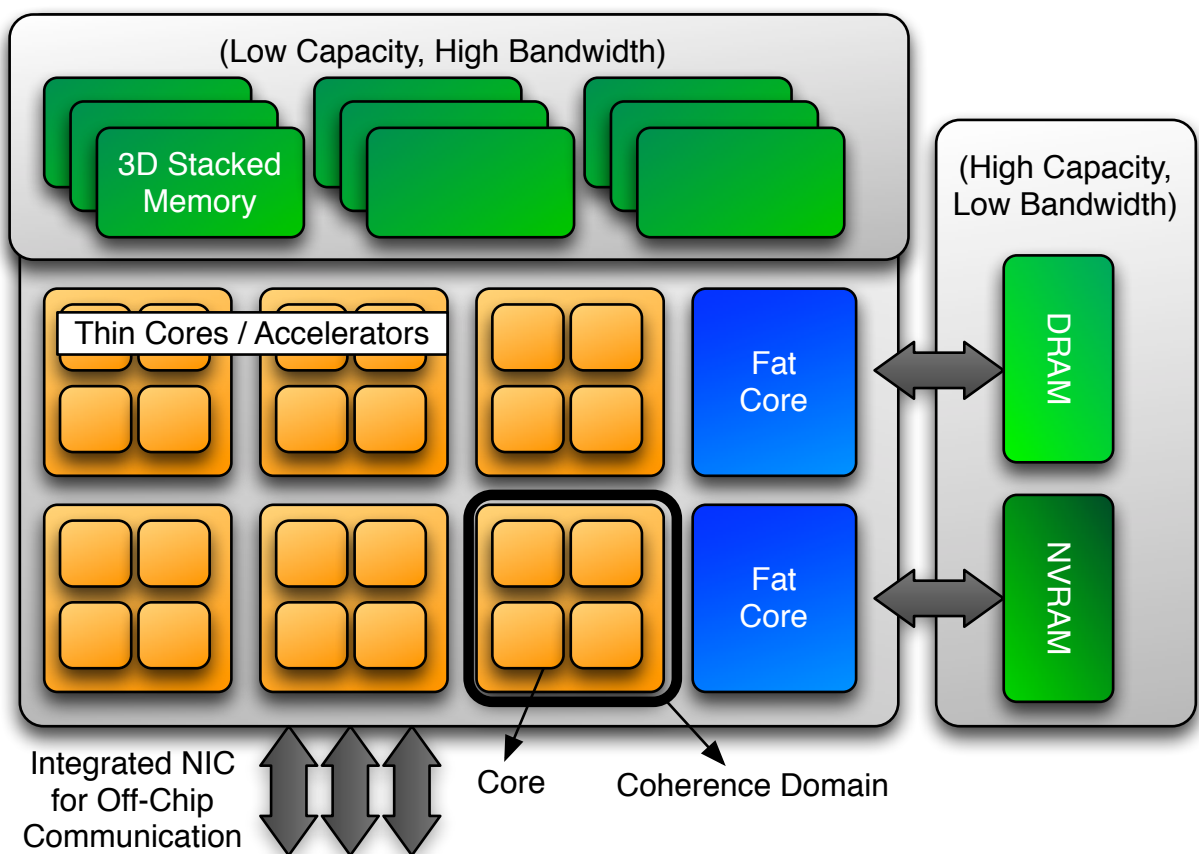 (Low Capacity, High Bandwidth)
3D Stacked
Memory
(High Capacity,
Low Bandwidth)
Thin Cores / Accelerators
Fat
Core
DRAM
Fat
Core
NVRAM
Integrated NIC
for Off-Chip
Communication
Core
Coherence Domain